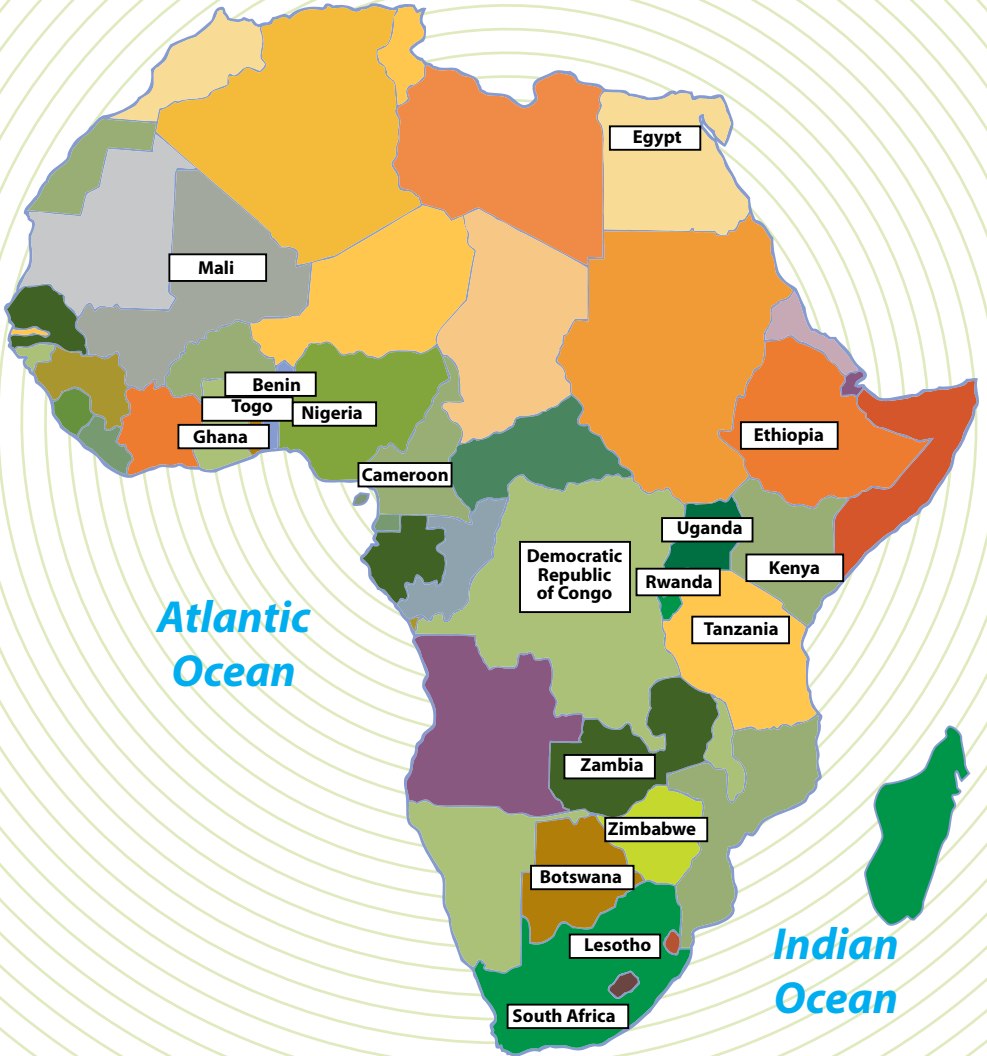 Egypt
Mali
Benin
Togo
Nigeria
Ghana
Ethiopia
Cameroon
Uganda
Democratic
Republic
of Congo
Kenya
Rwanda
Atlantic
Ocean
Tanzania
Zambia
Zimbabwe
Botswana
Lesotho
Indian
Ocean
South Africa